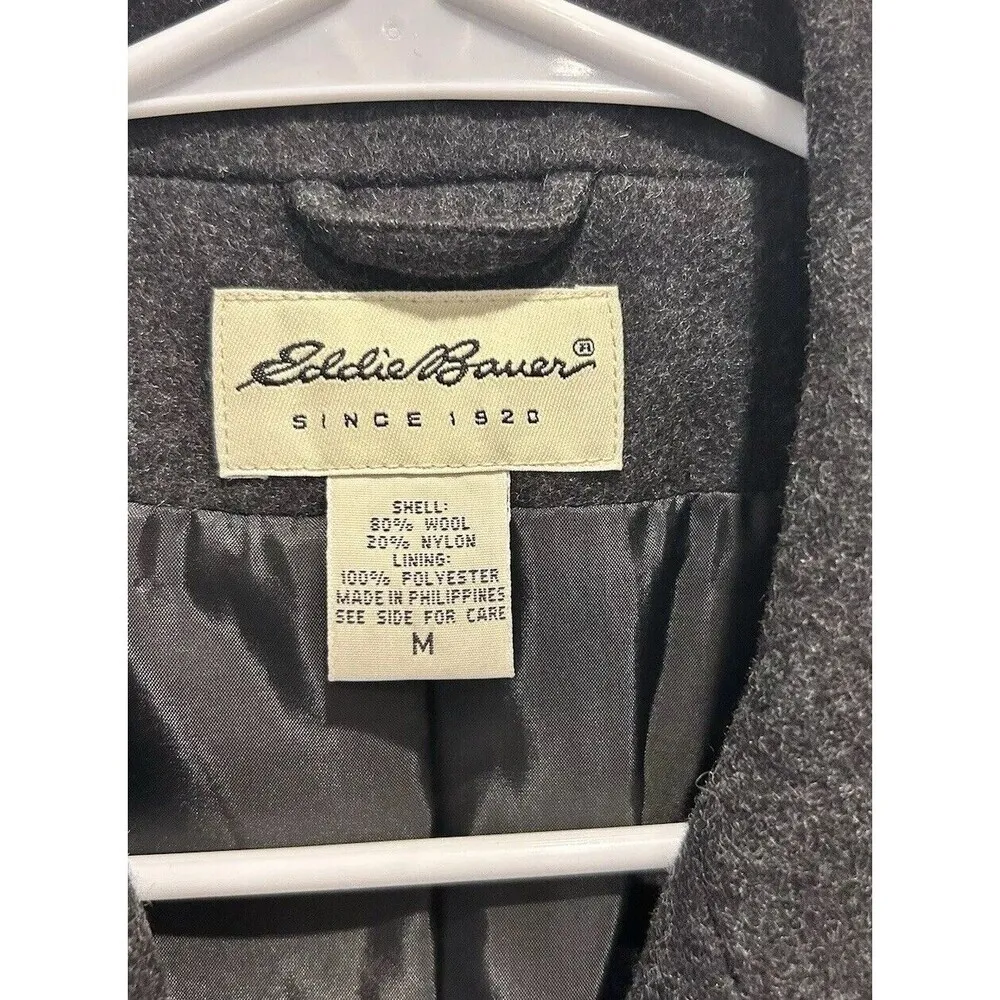 Eddie Bauer®
SINCE 1920
SHELL:
80% WOOL
20% NYLON
LINING:
100% POLYESTER
MADE IN PHILIPPINES
SEE SIDE FOR CARE
M